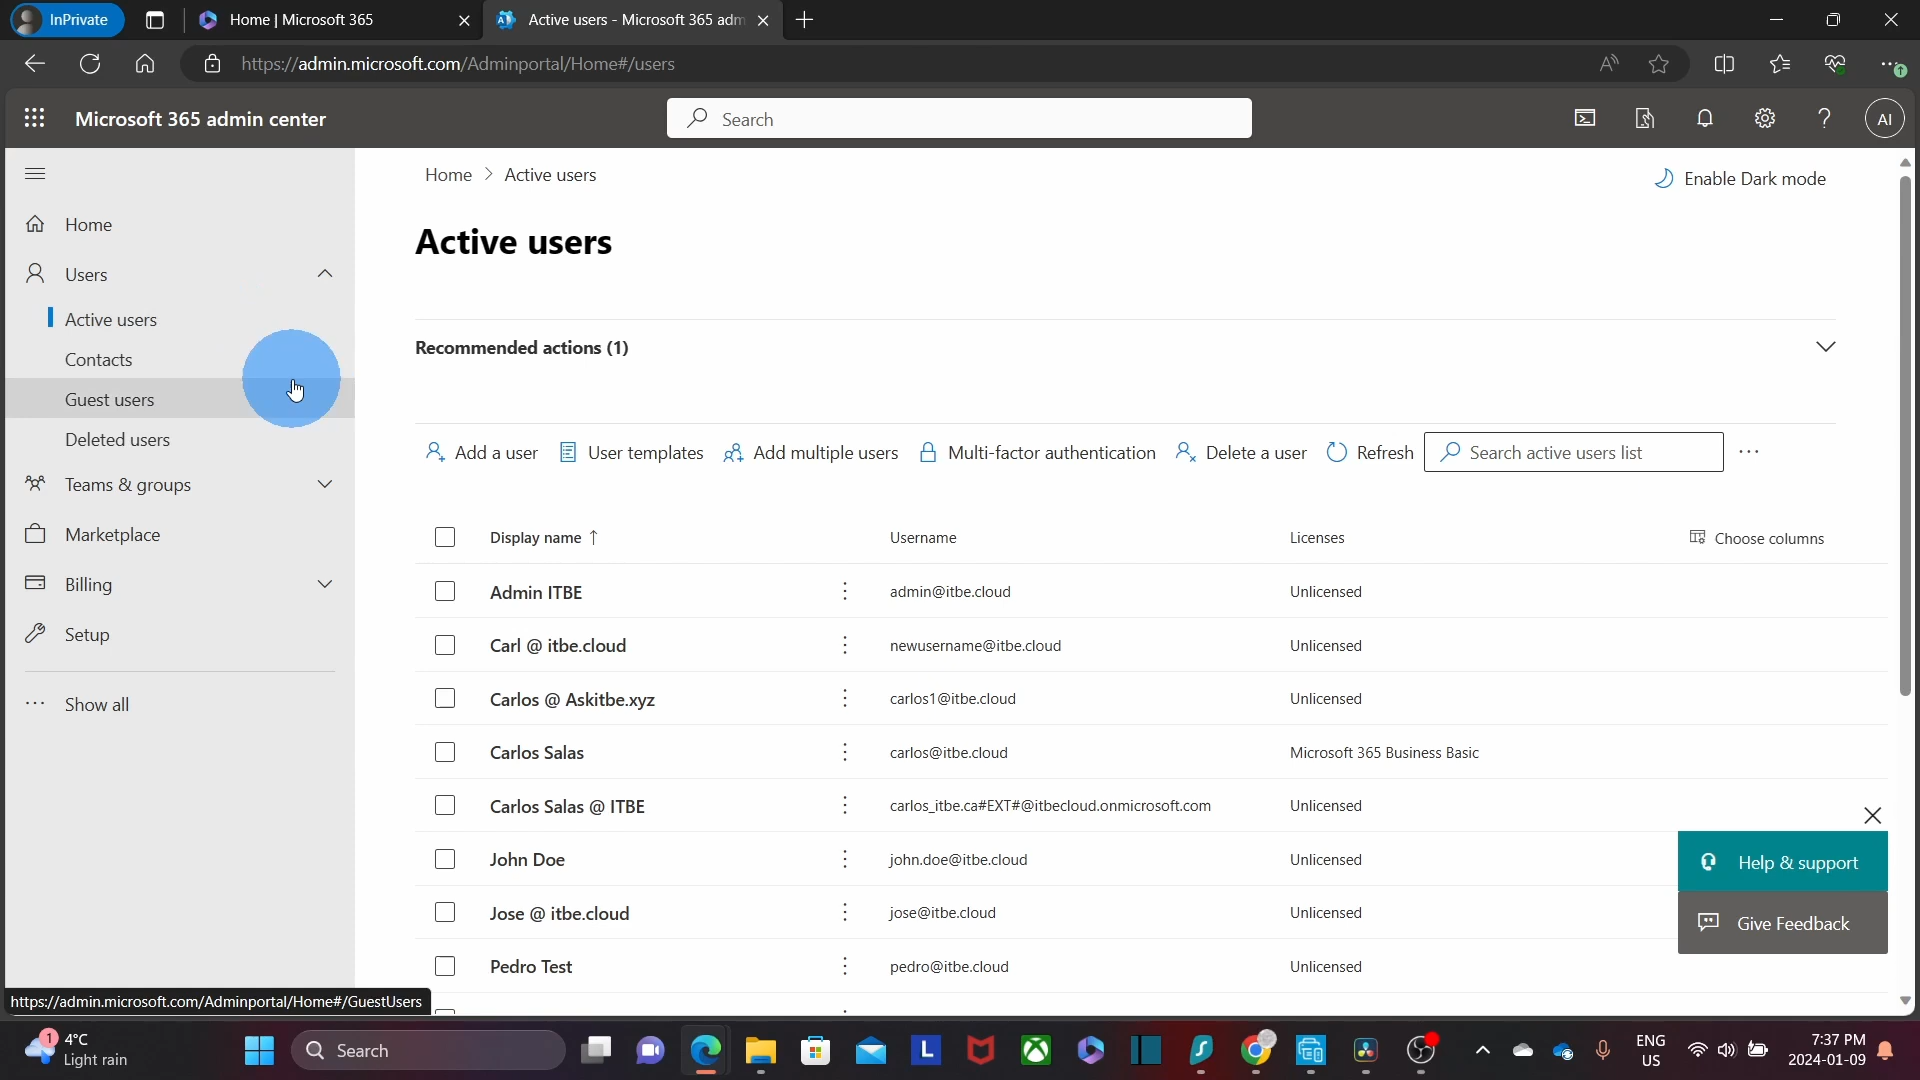 InPrivate
Home | Microsoft 365
Active users - Microsoft 365 adm
https://admin.microsoft.com/Adminportal/Home#/users
Microsoft 365 admin center
Search
AI
Home > Active users
Enable Dark mode
Active users
Home
Users
Active users
Contacts
Guest users
Deleted users
Teams & groups
Marketplace
Billing
Setup
Show all
Recommended actions (1)
Add a user User templates Add multiple users Multi-factor authentication Delete a user Refresh Search active users list
Display name ↑ Username Licenses Choose columns
Admin ITBE admin@itbe.cloud Unlicensed
Carl @ itbe.cloud newusername@itbe.cloud Unlicensed
Carlos @ Askitbe.xyz carlos1@itbe.cloud Unlicensed
Carlos Salas carlos@itbe.cloud Microsoft 365 Business Basic
Carlos Salas @ ITBE carlos_itbe.ca#EXT#@itbecloud.onmicrosoft.com Unlicensed
John Doe john.doe@itbe.cloud Unlicensed
Jose @ itbe.cloud jose@itbe.cloud Unlicensed
Pedro Test pedro@itbe.cloud Unlicensed
Help & support
Give Feedback
https://admin.microsoft.com/Adminportal/Home#/GuestUsers
1
4°C
Light rain
Search
L
ENG
US
7:37 PM
2024-01-09